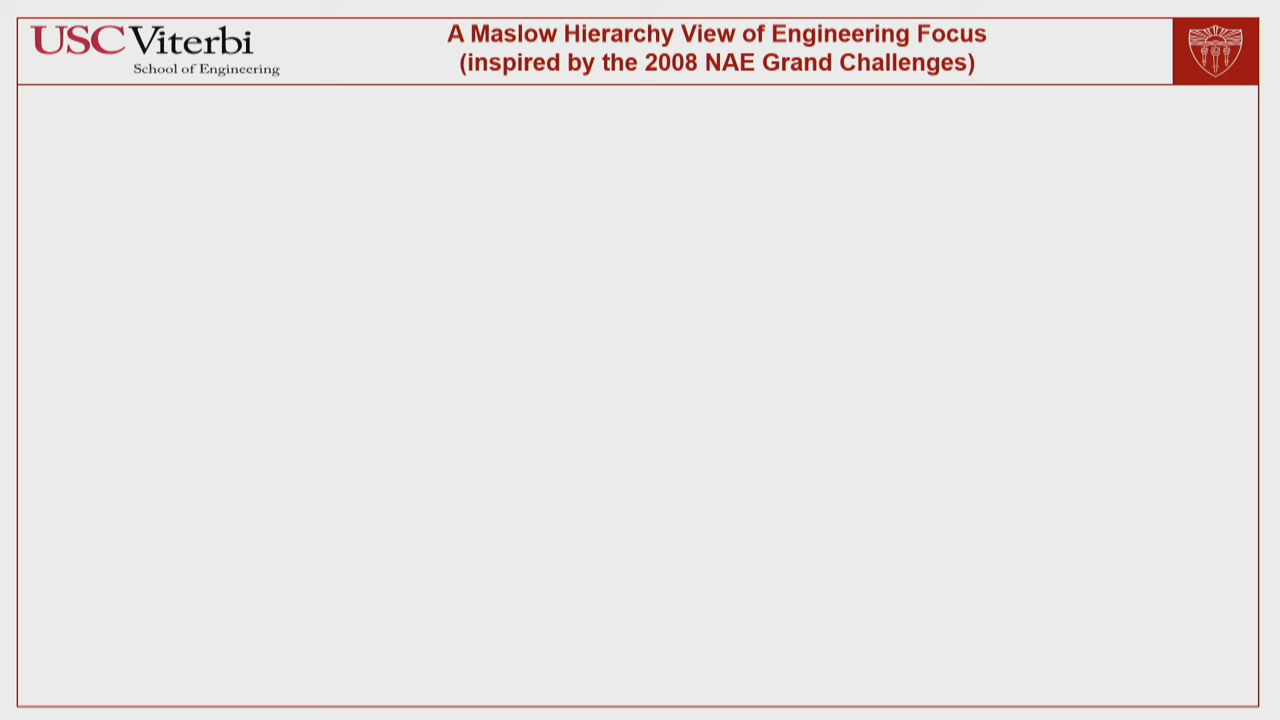 USC Viterbi
School of Engineering
A Maslow Hierarchy View of Engineering Focus
(inspired by the 2008 NAE Grand Challenges)